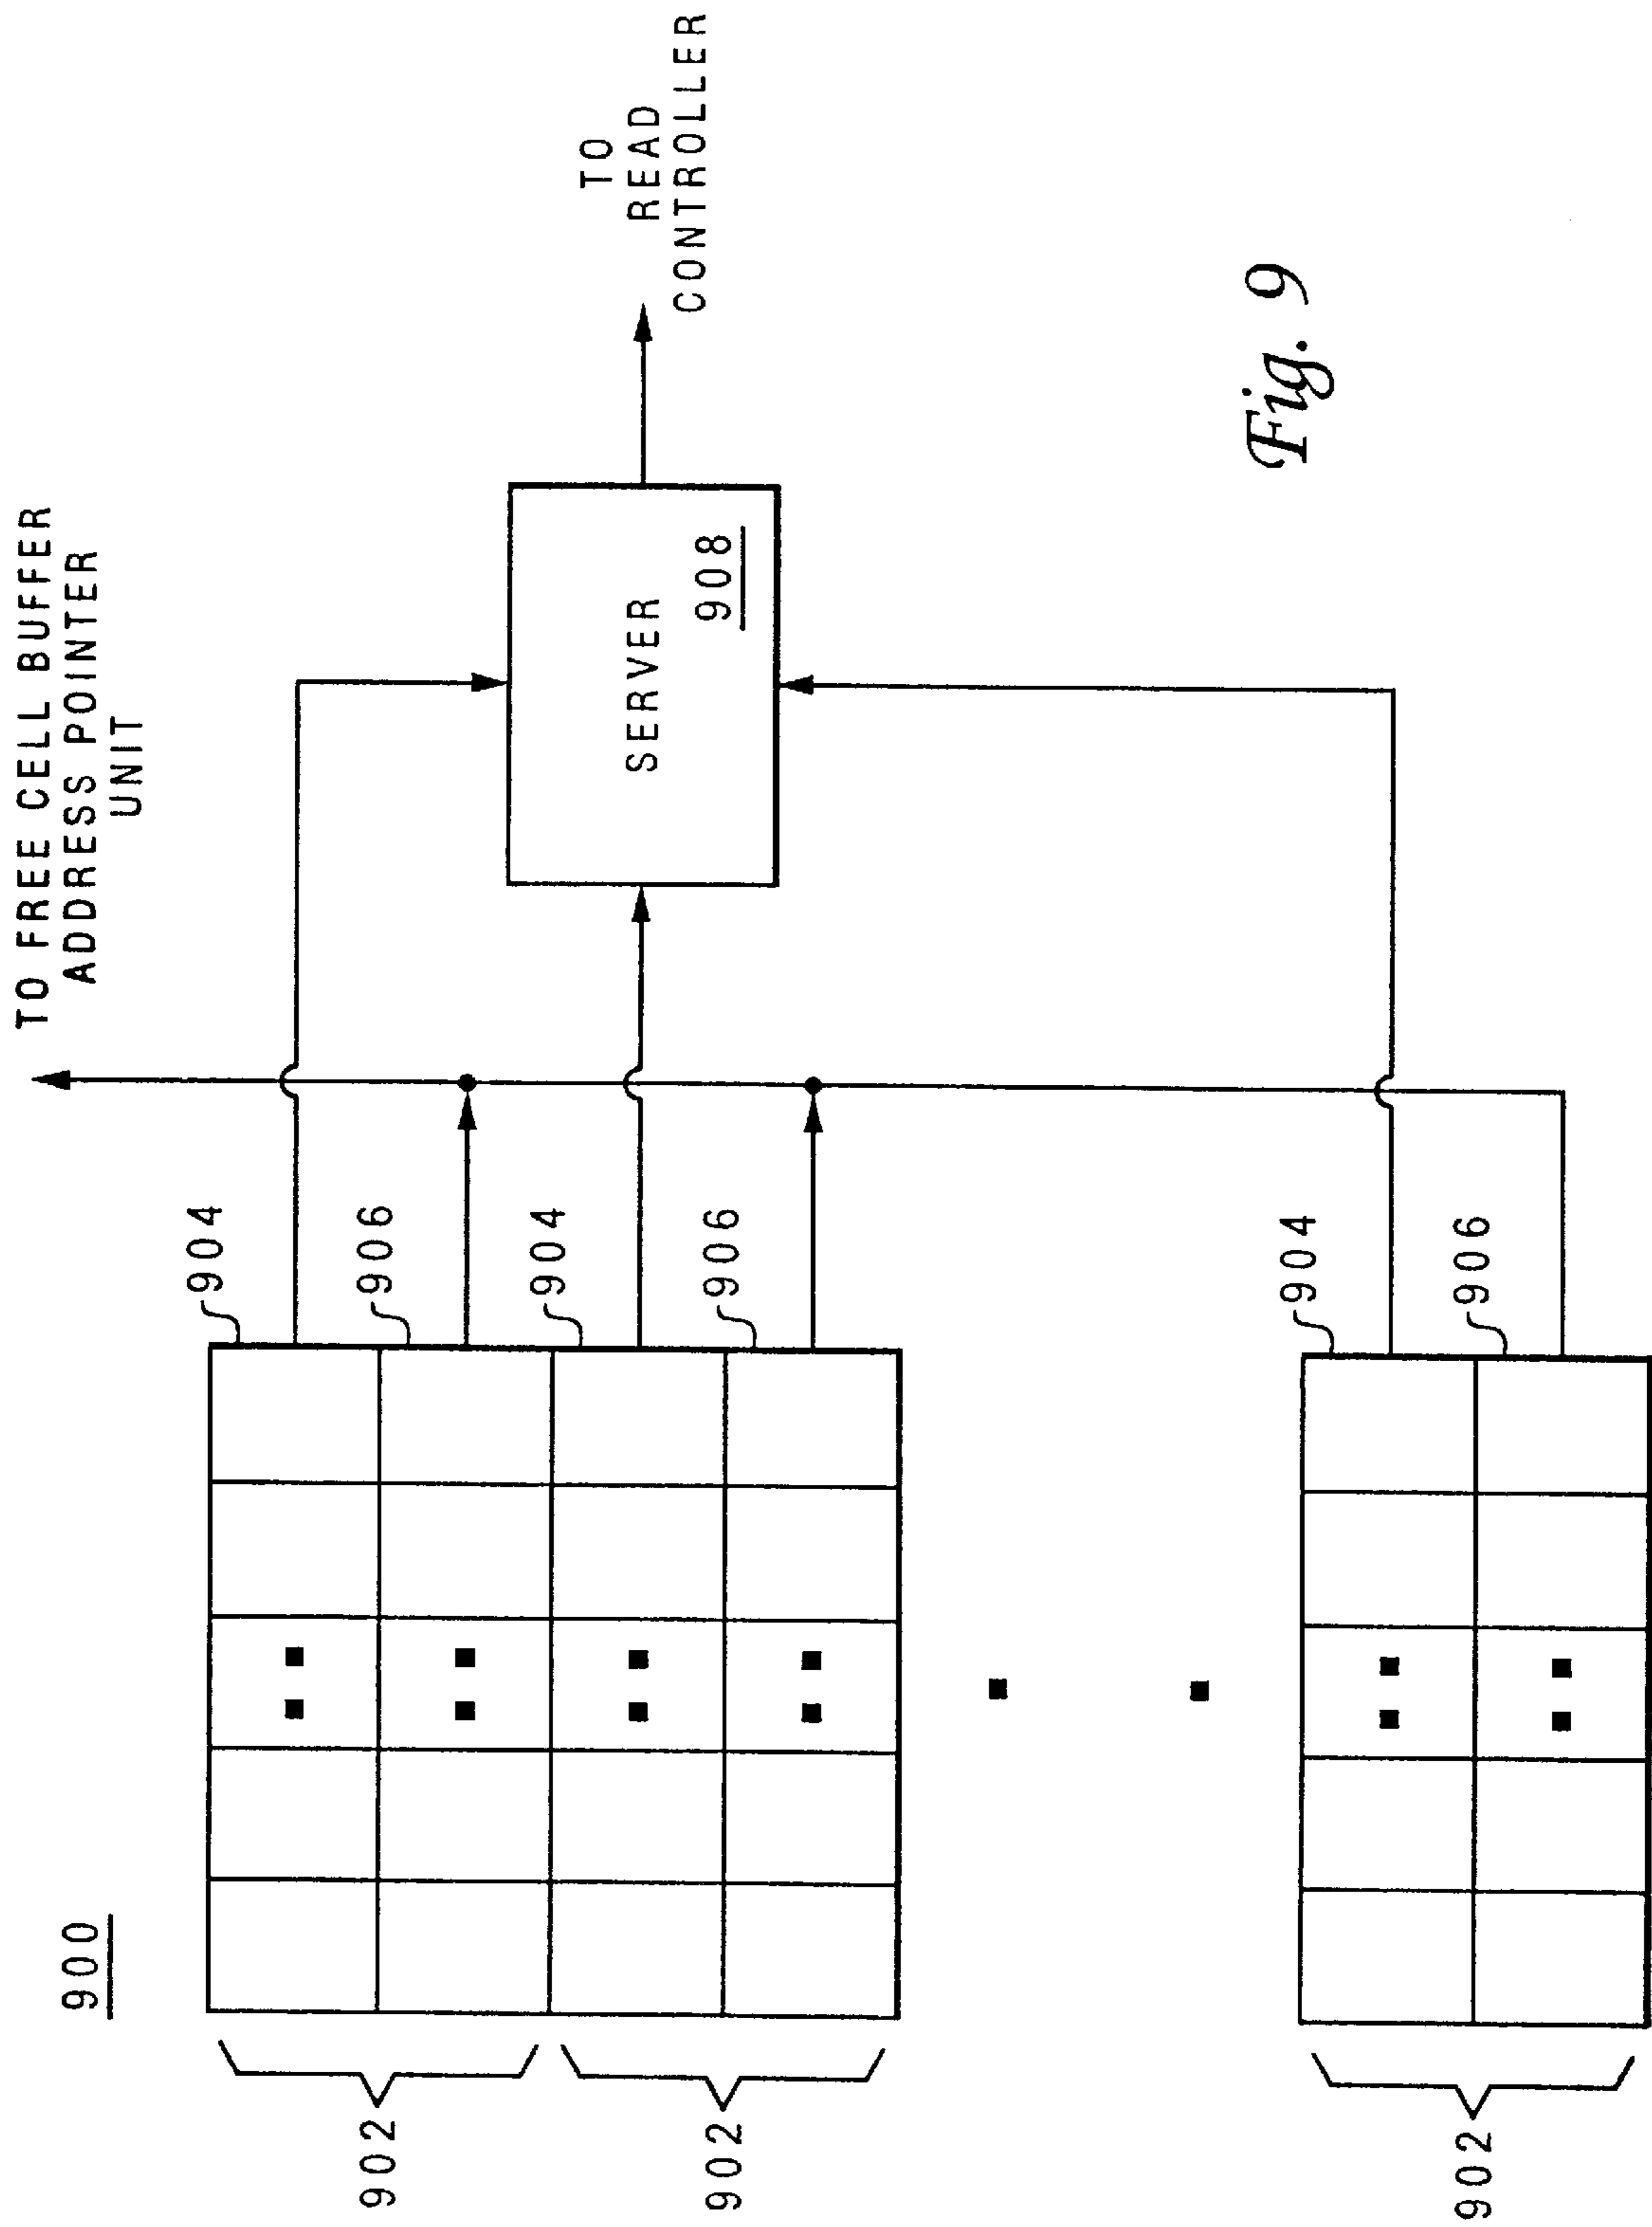 900
TO FREE CELL BUFFER
ADDRESS POINTER
UNIT
904
906
904
906
904
906
902
902
902
SERVER
908
TO
READ
CONTROLLER
Fig. 9